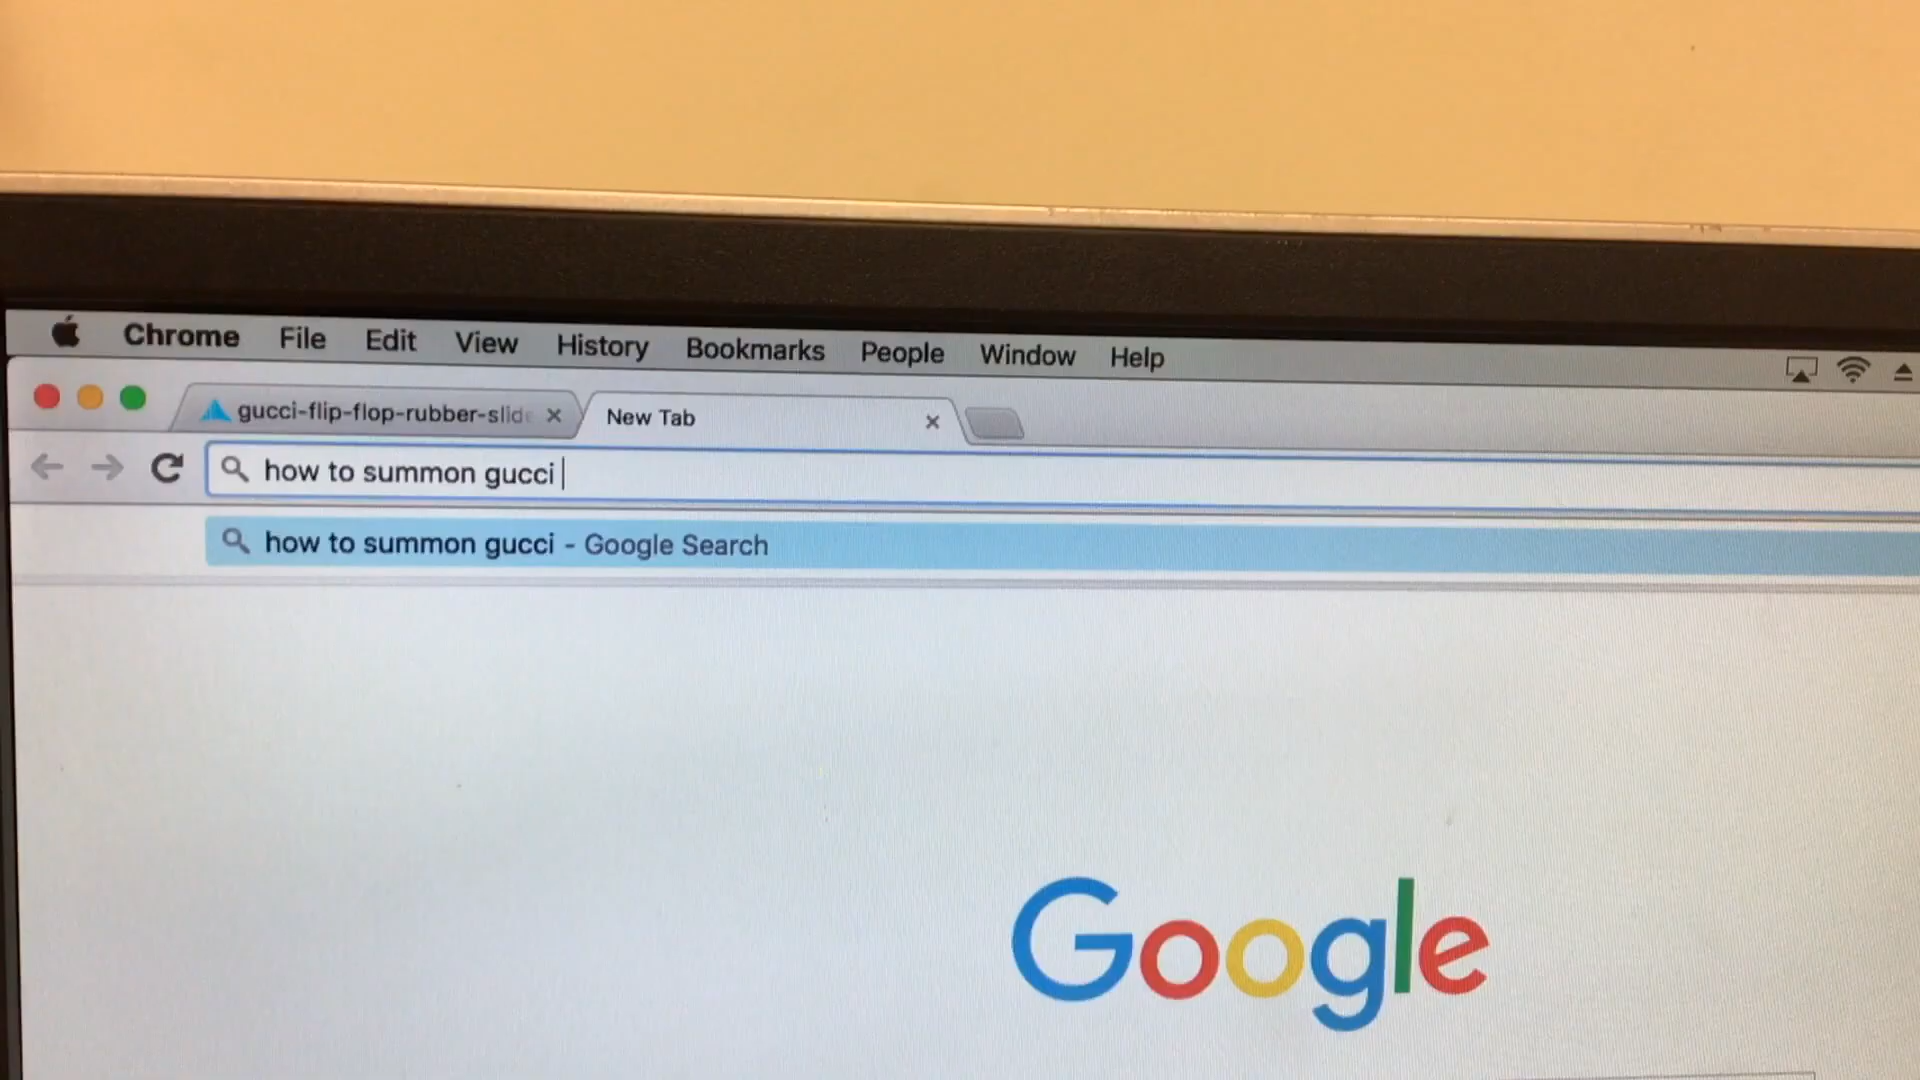 Chrome File Edit View History Bookmarks People Window Help
gucci-flip-flop-rubber-slide New Tab
how to summon gucci
how to summon gucci - Google Search
Google